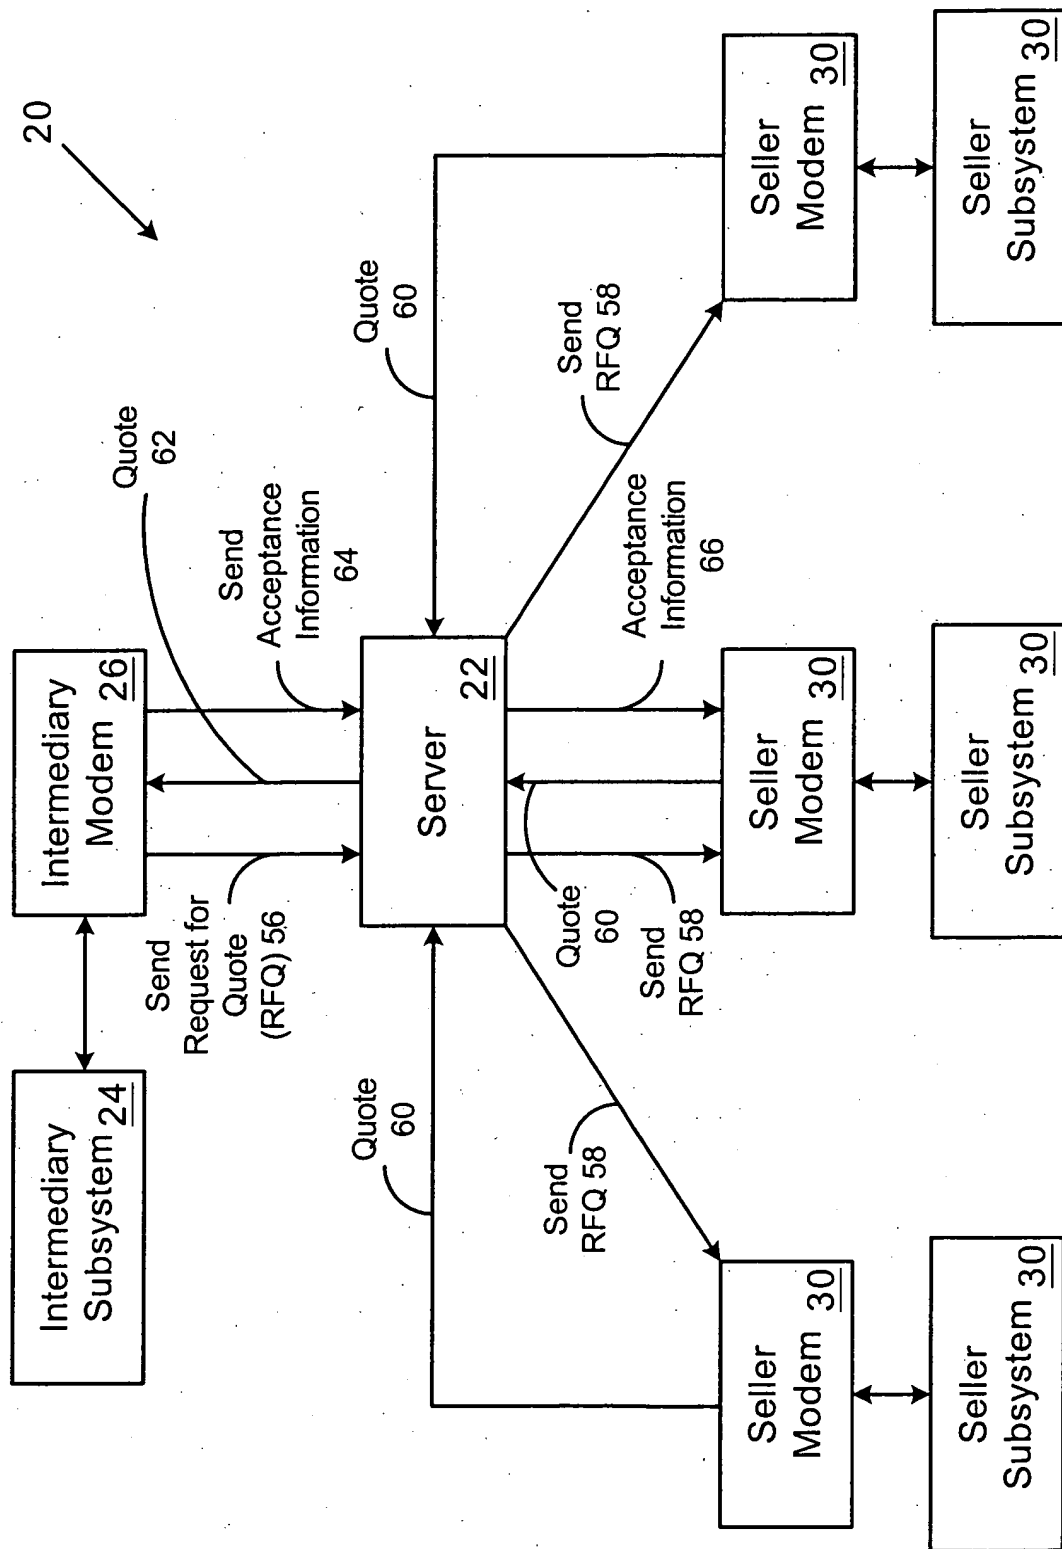 20
Intermediary
Subsystem 24
Intermediary
Modem 26
Send
Request for
Quote
(RFQ) 56
Quote
62
Send
Acceptance
Information
64
Quote
60
Server
22
Quote
60
Send
RFQ 58
Quote
60
Send
RFQ 58
Acceptance
Information
66
Send
RFQ 58
Seller
Modem 30
Seller
Modem 30
Seller
Modem 30
Seller
Subsystem 30
Seller
Subsystem 30
Seller
Subsystem 30